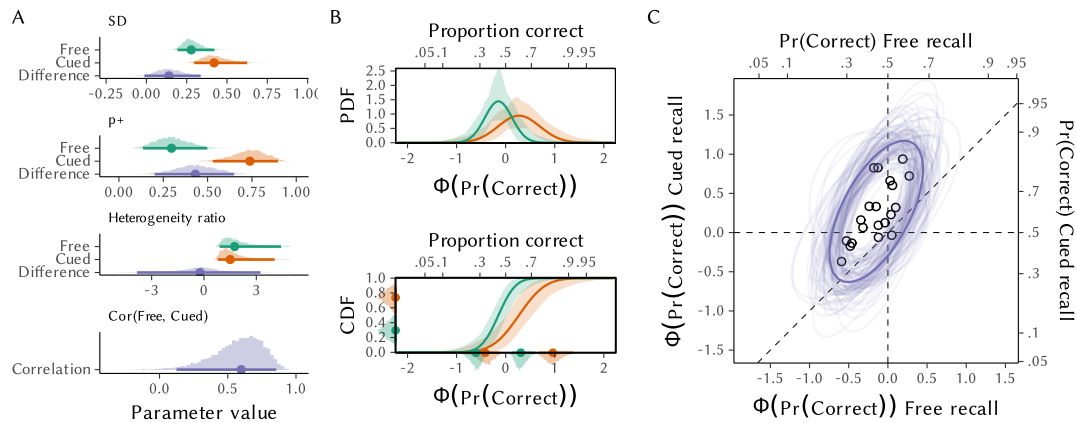 A
SD
Free
Cued
Difference
-0.25 0.00 0.25 0.50 0.75 1.00
p+
Free
Cued
Difference
0.00 0.25 0.50 0.75 1.00
Heterogeneity ratio
Free
Cued
Difference
-3 0 3
Cor(Free, Cued)
Correlation
0.0 0.5 1.0
Parameter value
B
Proportion correct
.05.1 .3 .5 .7 .9.95
PDF
2.5
2.0
1.5
1.0
0.5
0.0
-2 -1 0 1 2
Φ(Pr(Correct))
Proportion correct
.05.1 .3 .5 .7 .9.95
CDF
1.0
0.8
0.6
0.4
0.2
0.0
-2 -1 0 1 2
Φ(Pr(Correct))
C
Pr(Correct) Free recall
.05 .1 .3 .5 .7 .9 .95
Φ(Pr(Correct)) Cued recall
1.5
1.0
0.5
0.0
-0.5
-1.0
-1.5
.95
.9
.7
.5
.3
.1
.05
Pr(Correct) Cued recall
-1.5 -1.0 -0.5 0.0 0.5 1.0 1.5
Φ(Pr(Correct)) Free recall